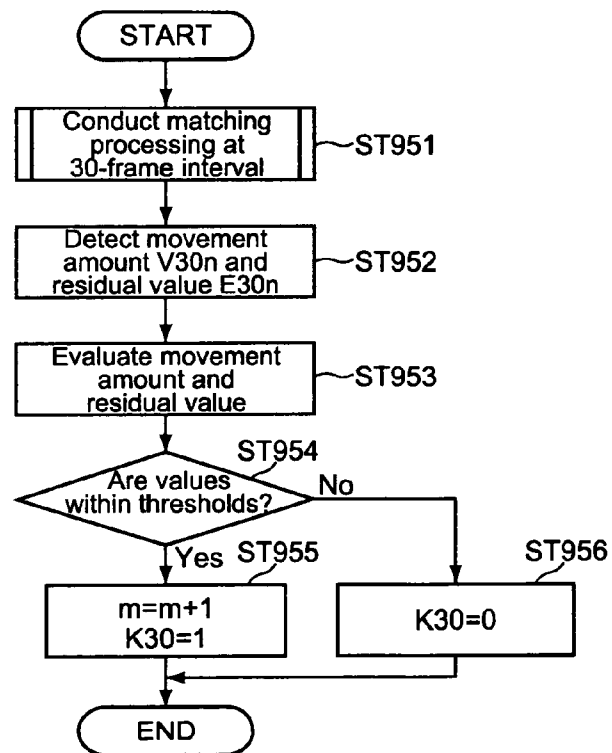 START
Conduct matching
processing at
30-frame interval
ST951
Detect movement
amount V30n and
residual value E30n
ST952
Evaluate movement
amount and
residual value
ST953
ST954
Are values
within thresholds?
No
Yes
ST955
m=m+1
K30=1
ST956
K30=0
END